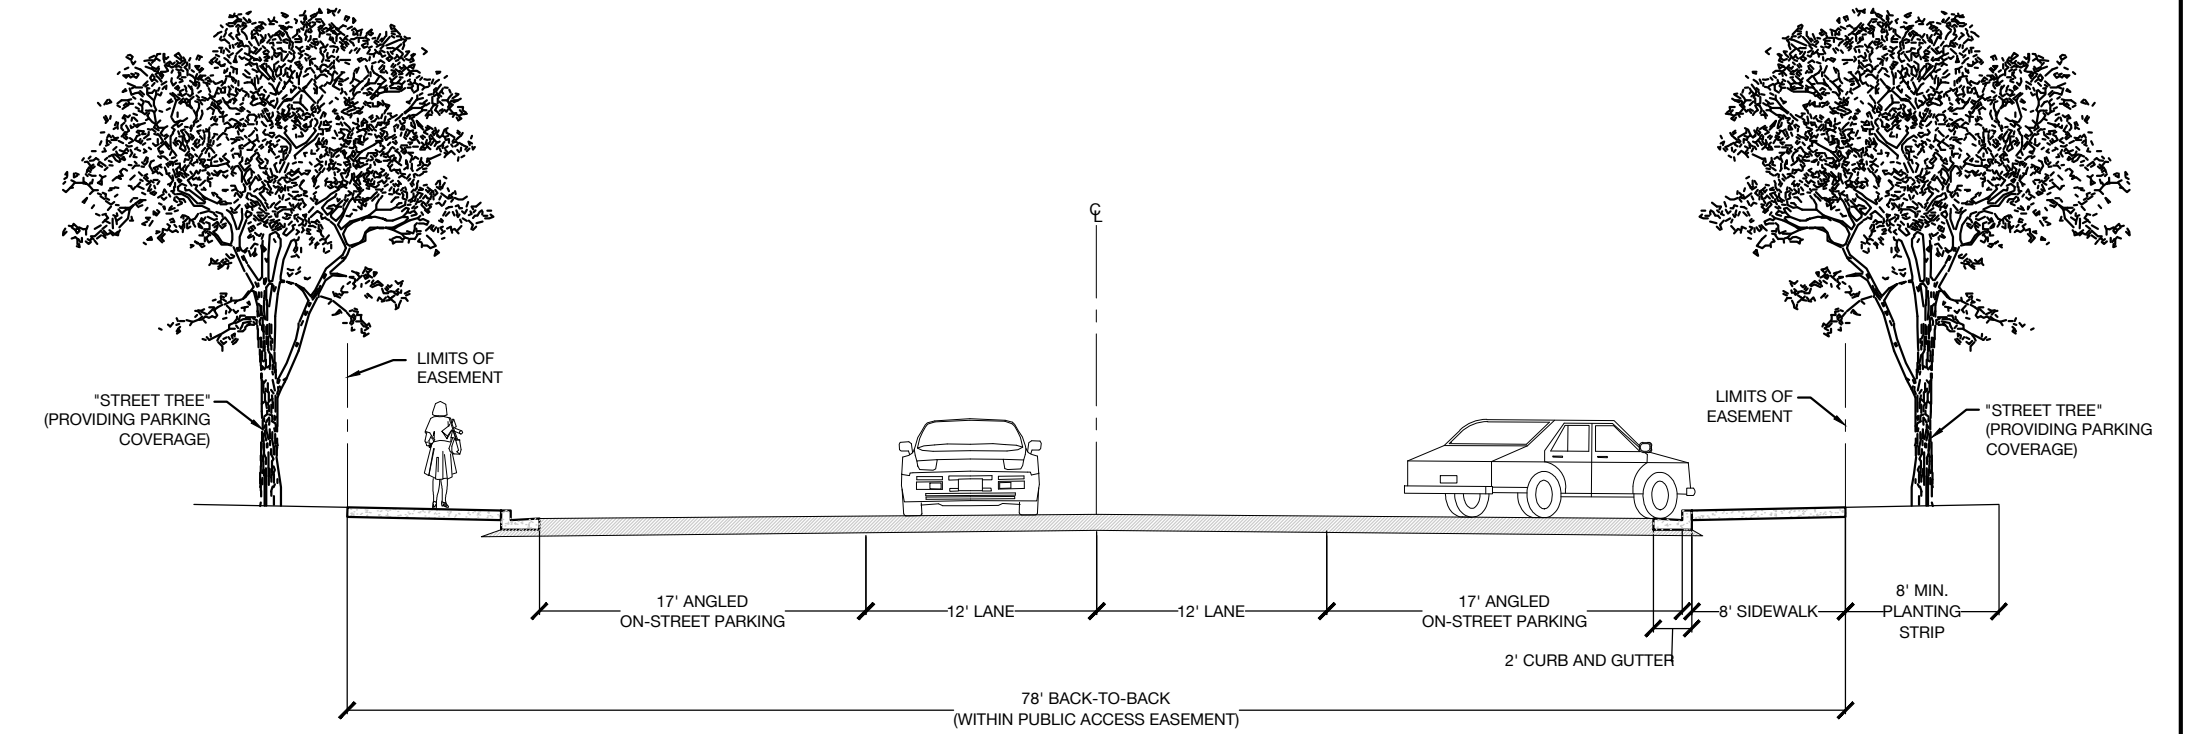 ℄
LIMITS OF
EASEMENT
"STREET TREE"
(PROVIDING PARKING
COVERAGE)
LIMITS OF
EASEMENT
"STREET TREE"
(PROVIDING PARKING
COVERAGE)
17' ANGLED
ON-STREET PARKING
12' LANE
12' LANE
17' ANGLED
ON-STREET PARKING
8' SIDEWALK
8' MIN.
PLANTING
STRIP
2' CURB AND GUTTER
78' BACK-TO-BACK
(WITHIN PUBLIC ACCESS EASEMENT)